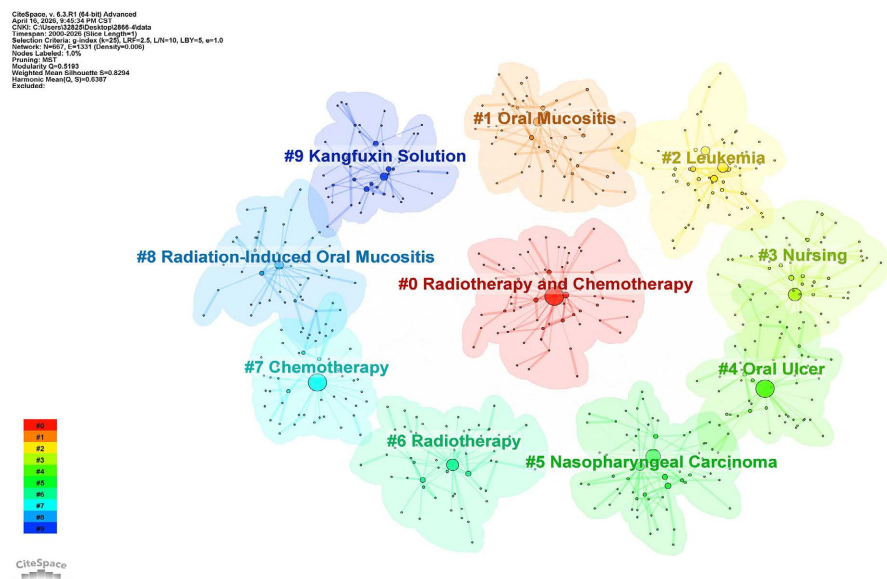 CiteSpace, v. 6.3.R1 (64-bit) Advanced
April 16, 2026, 9:45:34 PM CST
CNKI: C:\Users\32825\Desktop\2866-4\data
Timespan: 2000-2026 (Slice Length=1)
Selection Criteria: g-index (k=25), LRF=2.5, L/N=10, LBY=5, e=1.0
Network: N=667, E=1331 (Density=0.006)
Nodes Labeled: 1.0%
Pruning: MST
Modularity Q=0.5193
Weighted Mean Silhouette S=0.8294
Harmonic Mean(Q, S)=0.6387
Excluded:
#1 Oral Mucositis
#9 Kangfuxin Solution
#2 Leukemia
#8 Radiation-Induced Oral Mucositis
#3 Nursing
#0 Radiotherapy and Chemotherapy
#7 Chemotherapy
#4 Oral Ulcer
#6 Radiotherapy
#5 Nasopharyngeal Carcinoma
#0
#1
#2
#3
#4
#5
#6
#7
#8
#9
CiteSpace